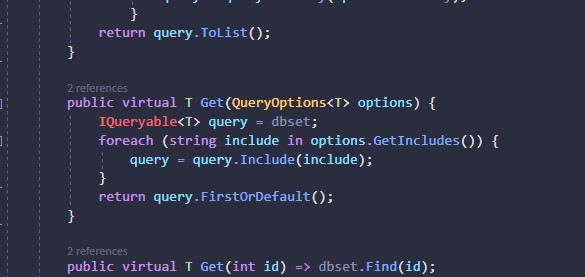 }
return query.ToList();
}
2 references
public virtual T Get(QueryOptions<T> options) {
IQueryable<T> query = dbset;
foreach (string include in options.GetIncludes()) {
query = query.Include(include);
}
return query.FirstOrDefault();
}
2 references
public virtual T Get(int id) => dbset.Find(id);